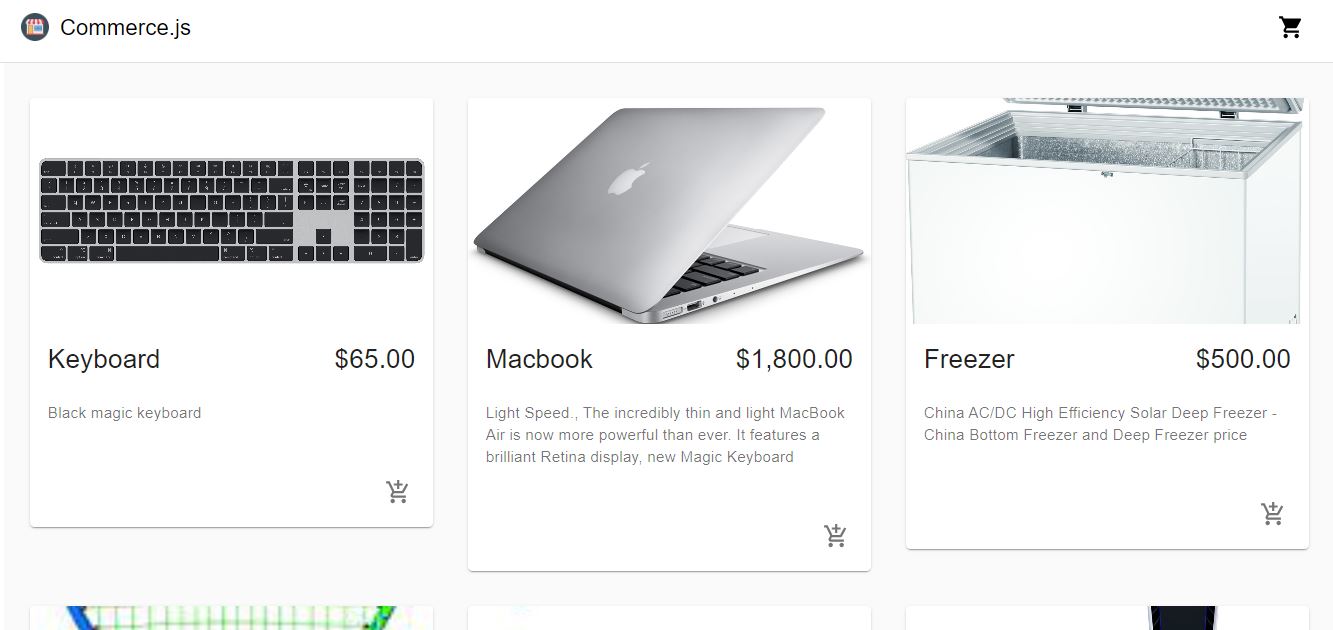 Commerce.js
Keyboard $65.00
Black magic keyboard
Macbook $1,800.00
Light Speed., The incredibly thin and light MacBook
Air is now more powerful than ever. It features a
brilliant Retina display, new Magic Keyboard
Freezer $500.00
China AC/DC High Efficiency Solar Deep Freezer -
China Bottom Freezer and Deep Freezer price